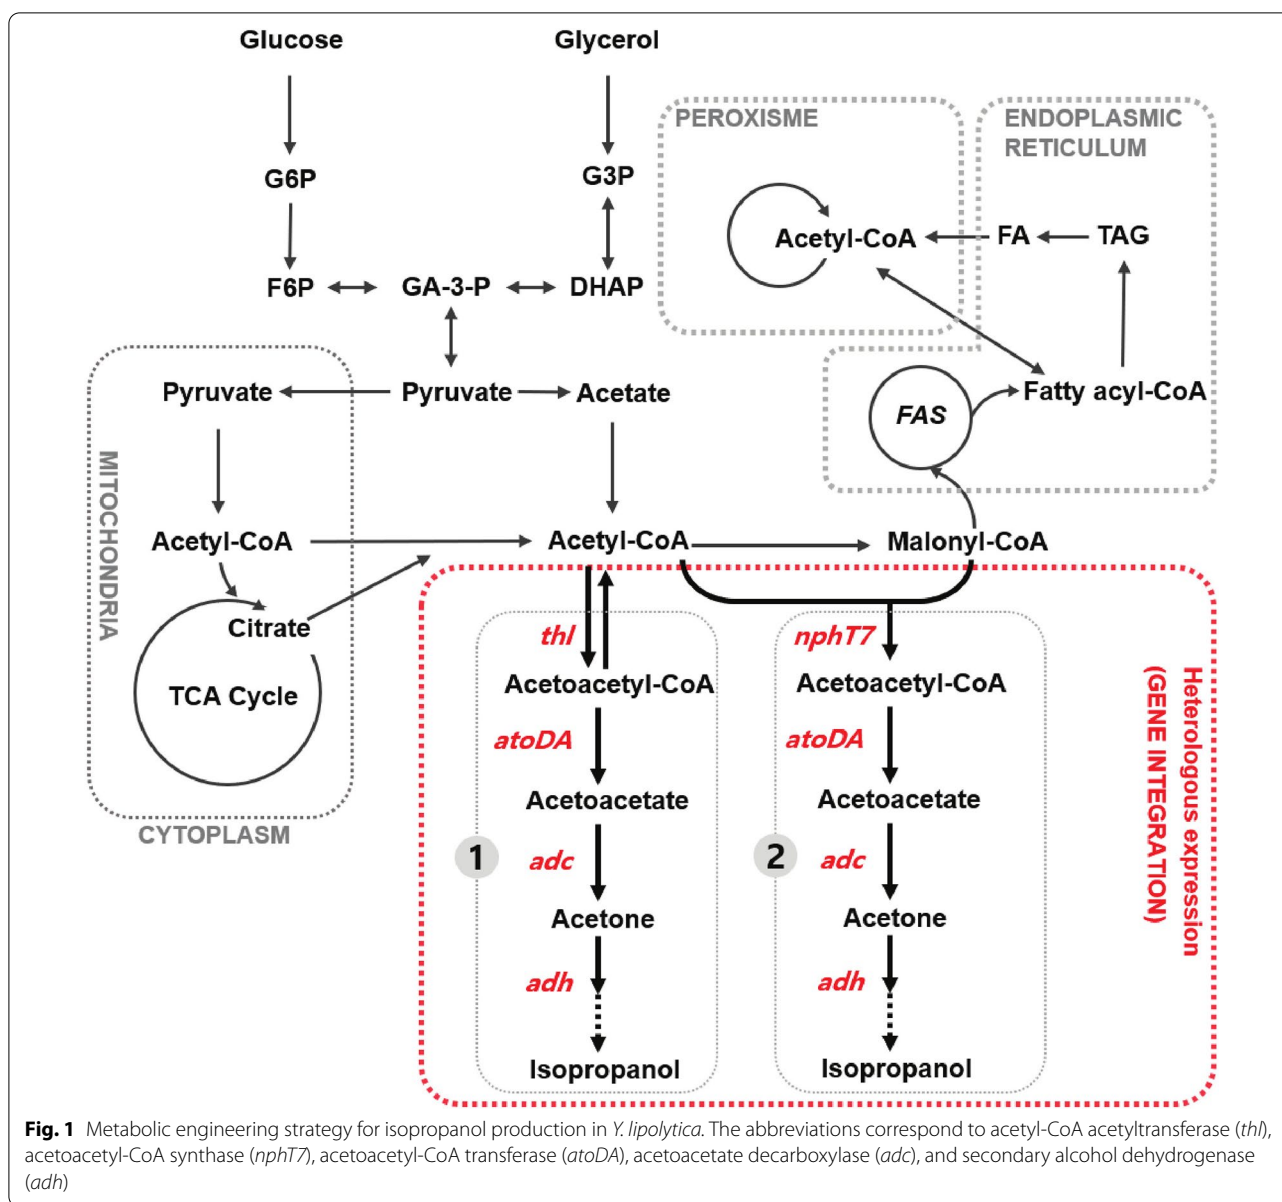 Glucose
Glycerol
PEROXISME
ENDOPLASMIC
RETICULUM
G6P
G3P
Acetyl-CoA
FA
TAG
F6P
GA-3-P
DHAP
Pyruvate
Pyruvate
Acetate
FAS
Fatty acyl-CoA
MITOCHONDRIA
Acetyl-CoA
Acetyl-CoA
Malonyl-CoA
Citrate
TCA Cycle
CYTOPLASM
thl
nphT7
Acetoacetyl-CoA
Acetoacetyl-CoA
atoDA
atoDA
Acetoacetate
Acetoacetate
1
adc
2
adc
Acetone
Acetone
adh
adh
Isopropanol
Isopropanol
Heterologous expression
(GENE INTEGRATION)
Fig. 1 Metabolic engineering strategy for isopropanol production in Y. lipolytica. The abbreviations correspond to acetyl-CoA acetyltransferase (thl),
acetoacetyl-CoA synthase (nphT7), acetoacetyl-CoA transferase (atoDA), acetoacetate decarboxylase (adc), and secondary alcohol dehydrogenase
(adh)